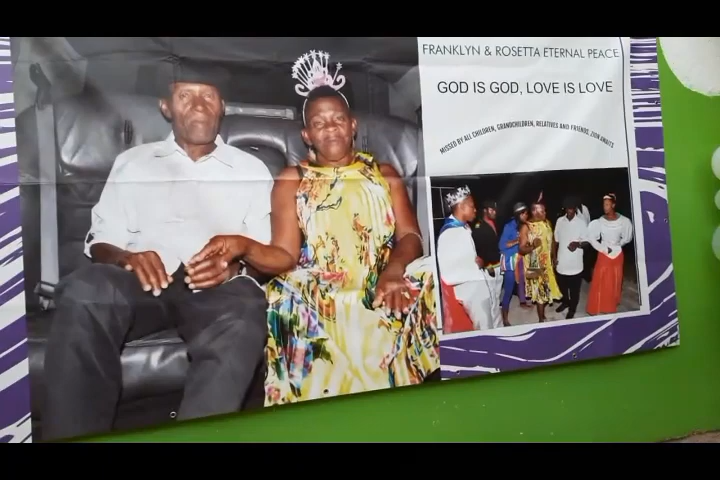 FRANKLYN & ROSETTA ETERNAL PEACE
GOD IS GOD, LOVE IS LOVE
MISSED BY ALL CHILDREN, GRANDCHILDREN, RELATIVES AND FRIENDS, ZION UNAITS